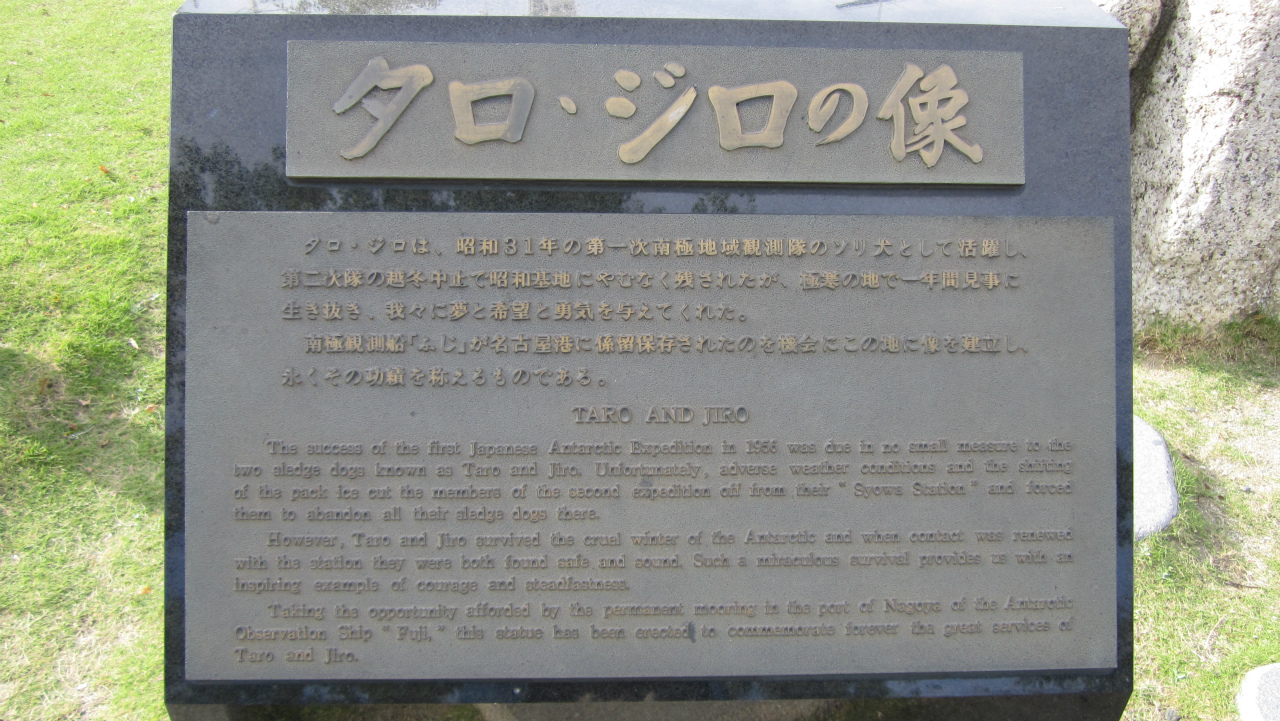 タロ・ジロの像
タロ・ジロは、昭和31年の第一次南極地域観測隊のソリ犬として活躍し、
第二次隊の越冬中止で昭和基地にやむなく残されたが、極寒の地で一年間見事に
生き抜き、我々に夢と希望と勇気を与えてくれた。
南極観測船「ふじ」が名古屋港に係留保存されたのを機会にこの地に像を建立し、
永くその功績を称えるものである。
TARO AND JIRO
The success of the first Japanese Antarctic Expedition in 1956 was due in no small measure to the
two sledge dogs known as Taro and Jiro. Unfortunately, adverse weather conditions and the shifting
of the pack ice cut the members of the second expedition off from their "Syowa Station" and forced
them to abandon all their sledge dogs there.
However, Taro and Jiro survived the cruel winter of the Antarctic and when contact was renewed
with the station they were both found safe and sound. Such a miraculous survival provides us with an
inspiring example of courage and steadfastness.
Taking the opportunity afforded by the permanent mooring in the port of Nagoya of the Antarctic
Observation Ship "Fuji," this statue has been erected to commemorate forever the great services of
Taro and Jiro.